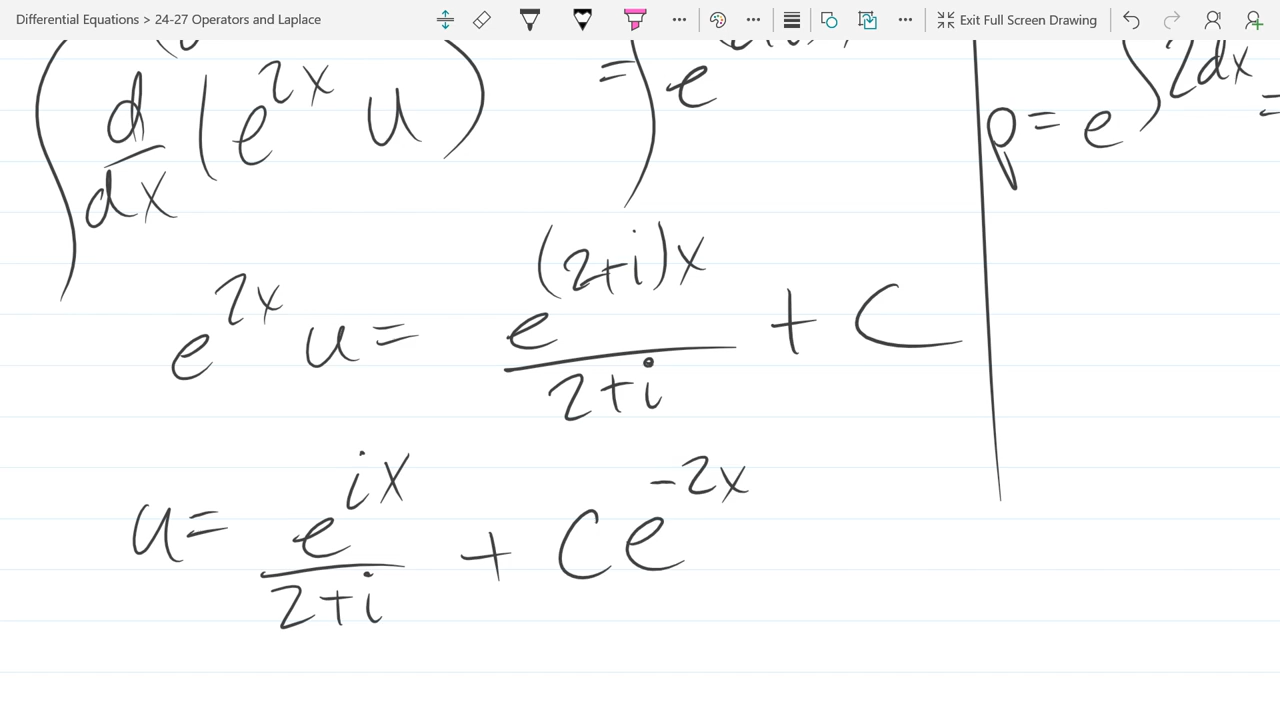 Differential Equations > 24-27 Operators and Laplace
Exit Full Screen Drawing
∫ d/dx (e^{2x} u) = ∫ e
p = e^{∫2dx} =
e^{2x} u = e^{(2+i)x}/(2+i) + C
u = e^{ix}/(2+i) + Ce^{-2x}